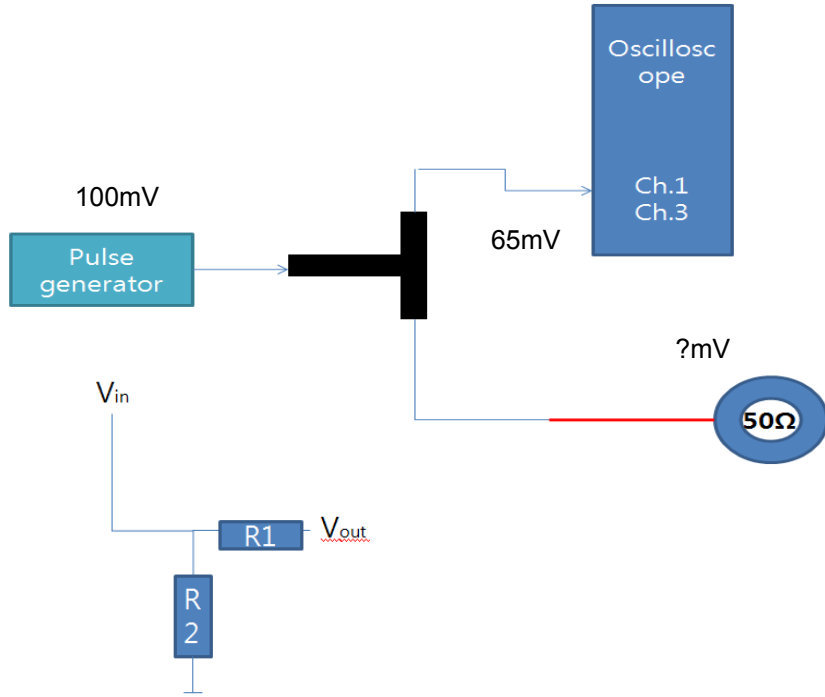 Oscillosc
ope
Ch.1
Ch.3
100mV
65mV
Pulse
generator
?mV
50Ω
Vin
R1
Vout
R
2